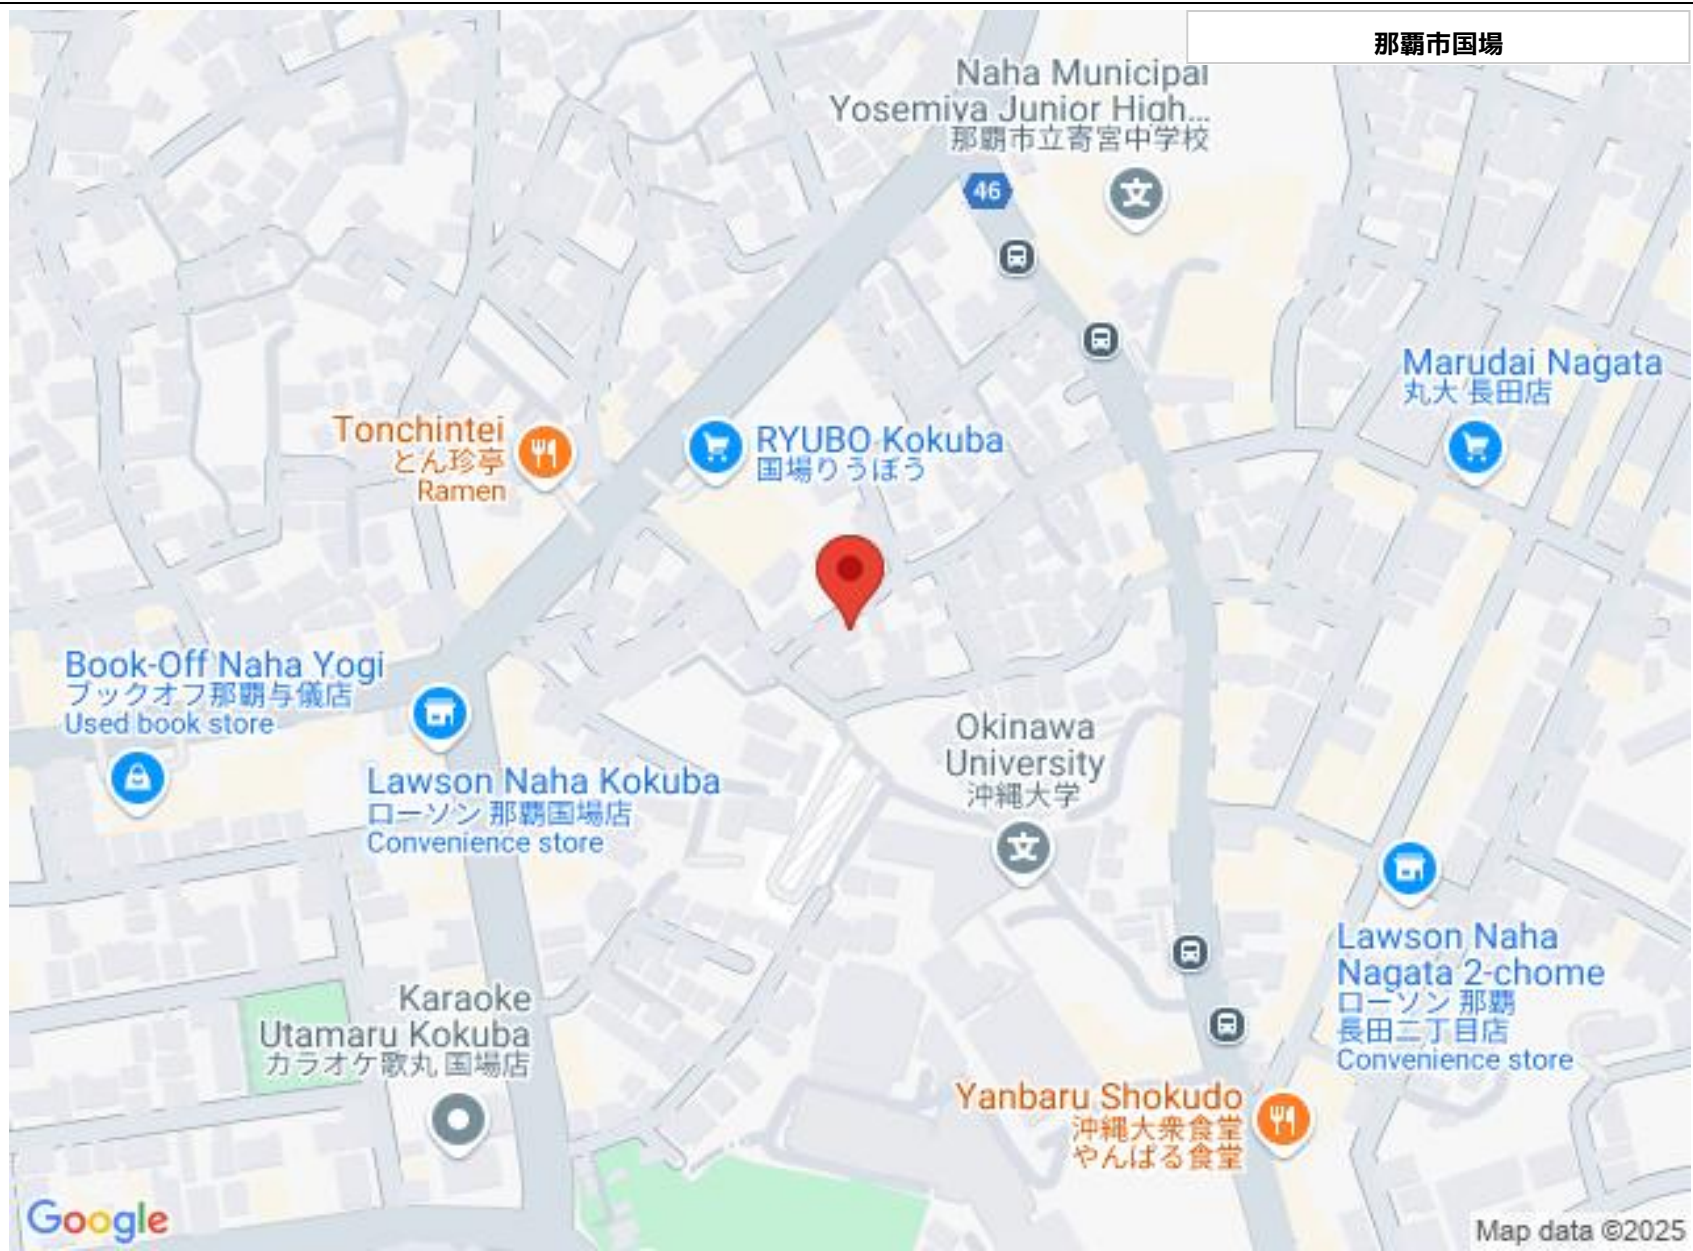 那覇市国場
Naha Municipal
Yosemiya Junior High...
那覇市立寄宮中学校
46
Marudai Nagata
丸大 長田店
Tonchintei
とん珍亭
Ramen
RYUBO Kokuba
国場りうぼう
Book-Off Naha Yogi
ブックオフ那覇与儀店
Used book store
Lawson Naha Kokuba
ローソン 那覇国場店
Convenience store
Okinawa
University
沖縄大学
文
文
Lawson Naha
Nagata 2-chome
ローソン 那覇
長田二丁目店
Convenience store
Karaoke
Utamaru Kokuba
カラオケ歌丸 国場店
Yanbaru Shokudo
沖縄大衆食堂
やんばる食堂
Google
Map data ©2025